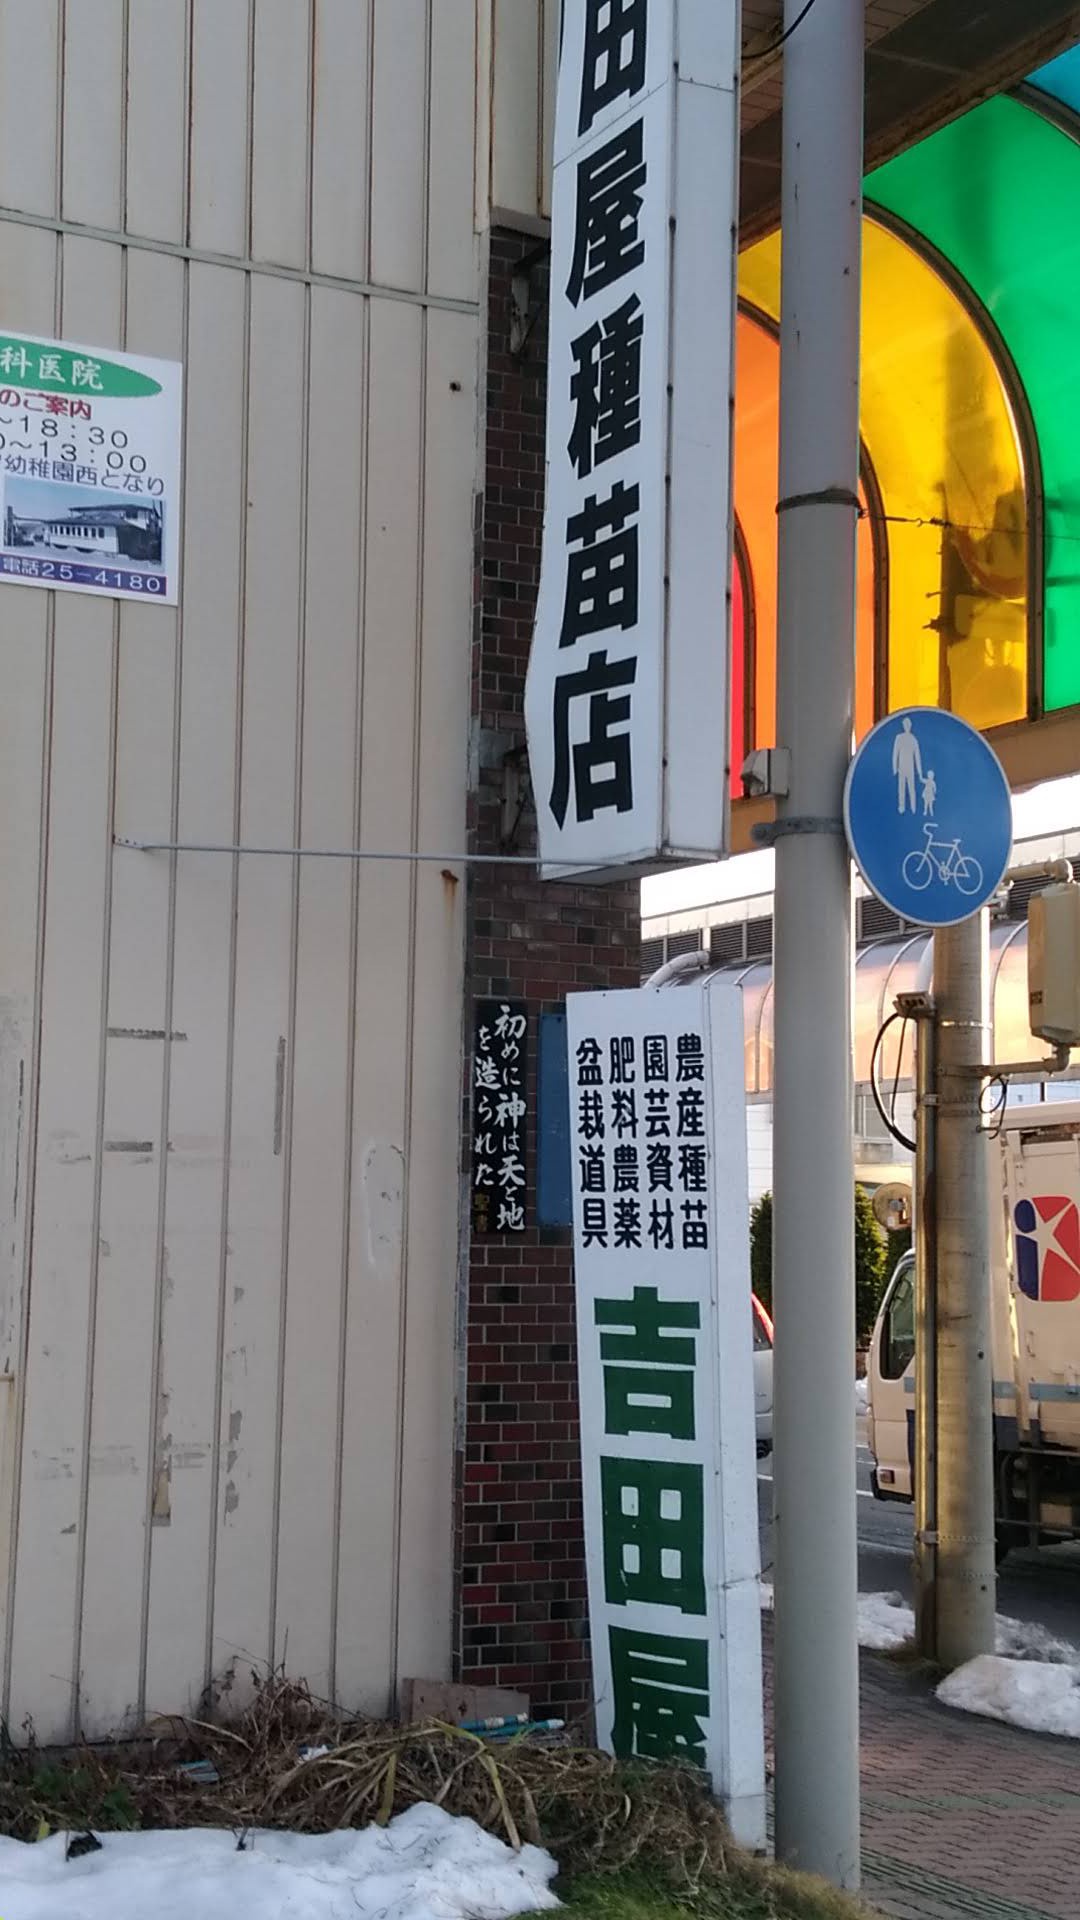 田屋種苗店
科医院
のご案内
～18：30
0～13：00
幼稚園西となり
電話25-4180
初めに神は天と地
を造られた 聖書
農産種苗
園芸資材
肥料農薬
盆栽道具
吉田屋